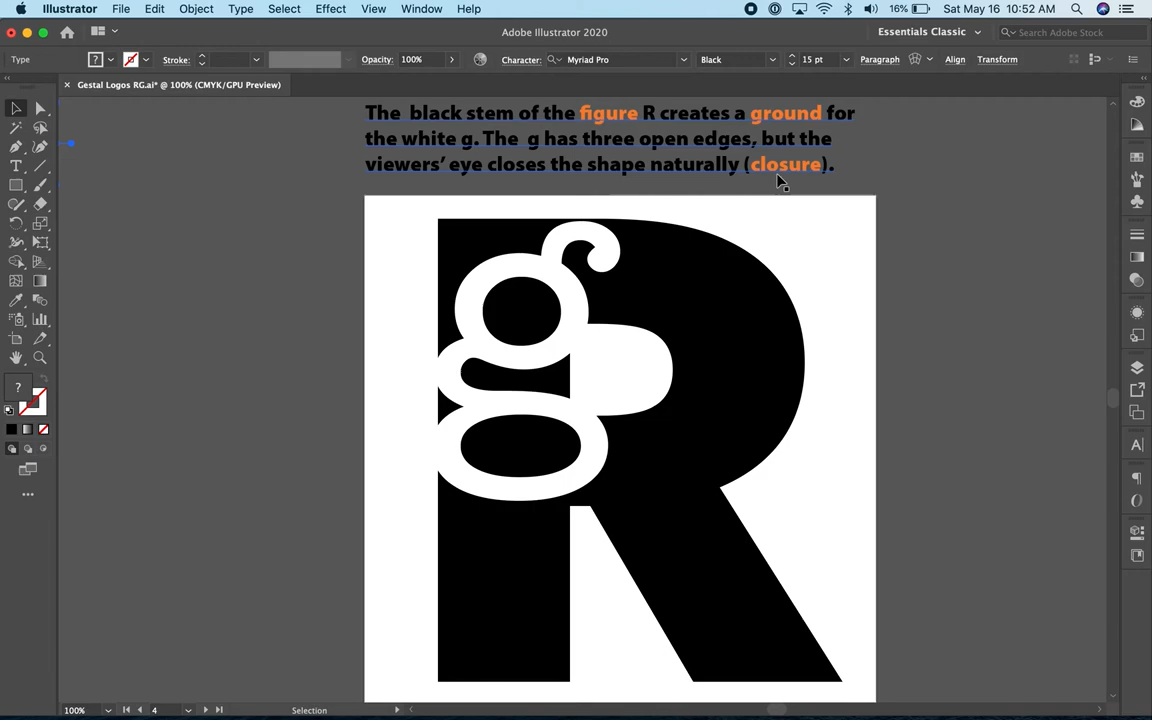 Illustrator File Edit Object Type Select Effect View Window Help 16% Sat May 16 10:52 AM
Adobe Illustrator 2020 Essentials Classic Search Adobe Stock
Type ? Stroke: Opacity: 100% Character: Myriad Pro Black 15 pt Paragraph Align Transform
Gestal Logos RG.ai* @ 100% (CMYK/GPU Preview)
The black stem of the figure R creates a ground for
the white g. The g has three open edges, but the
viewers’ eye closes the shape naturally (closure).
g
R
?
100% 4 Selection